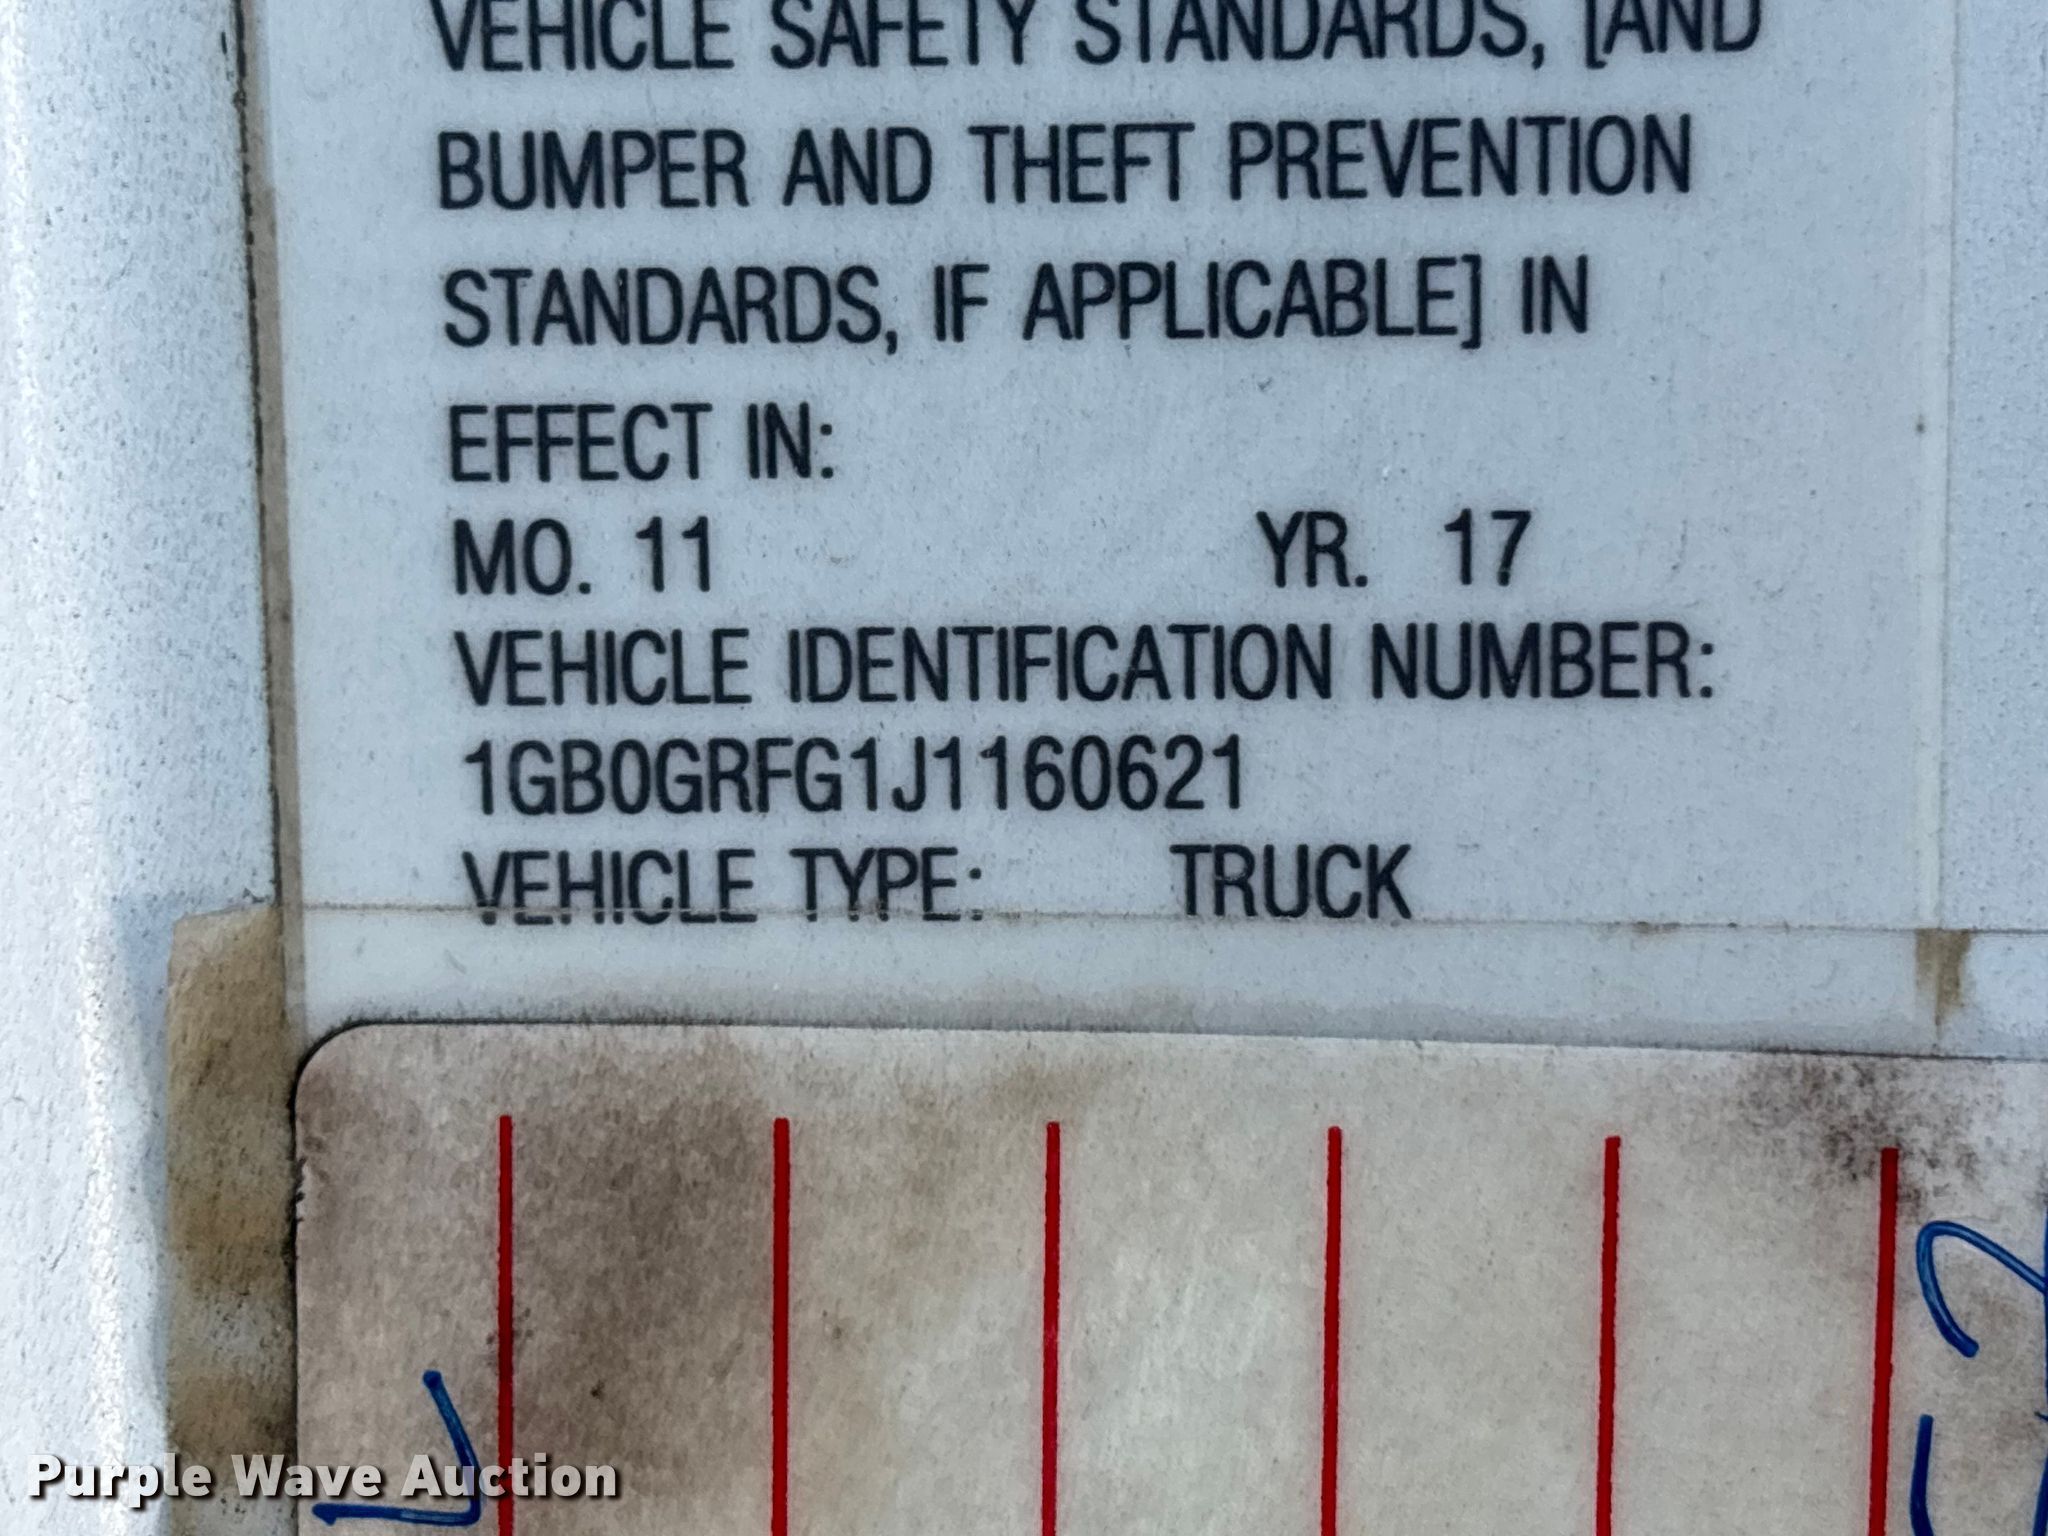 VEHICLE SAFETY STANDARDS, [AND
BUMPER AND THEFT PREVENTION
STANDARDS, IF APPLICABLE] IN
EFFECT IN:
MO. 11 YR. 17
VEHICLE IDENTIFICATION NUMBER:
1GB0GRFG1J1160621
VEHICLE TYPE: TRUCK
Purple Wave Auction